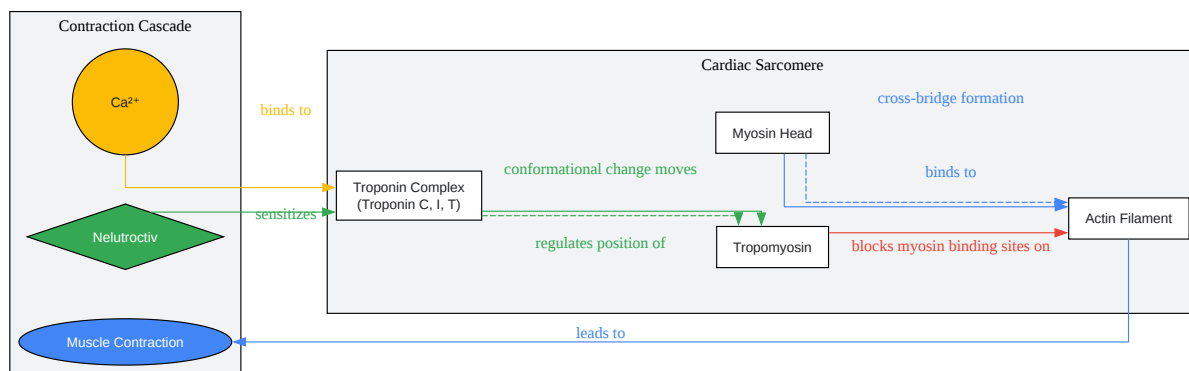 Contraction Cascade
Ca²⁺
binds to
Nelutroctiv
sensitizes
Muscle Contraction
Cardiac Sarcomere
cross-bridge formation
Myosin Head
conformational change moves
binds to
Troponin Complex
(Troponin C, I, T)
Actin Filament
regulates position of
Tropomyosin
blocks myosin binding sites on
leads to